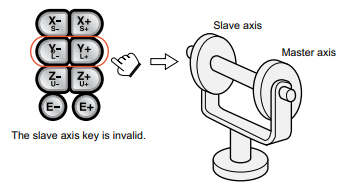 Slave axis
Master axis
X- X+
S- S+
Y- Y+
L- L+
Z- Z+
U- U+
E- E+
The slave axis key is invalid.